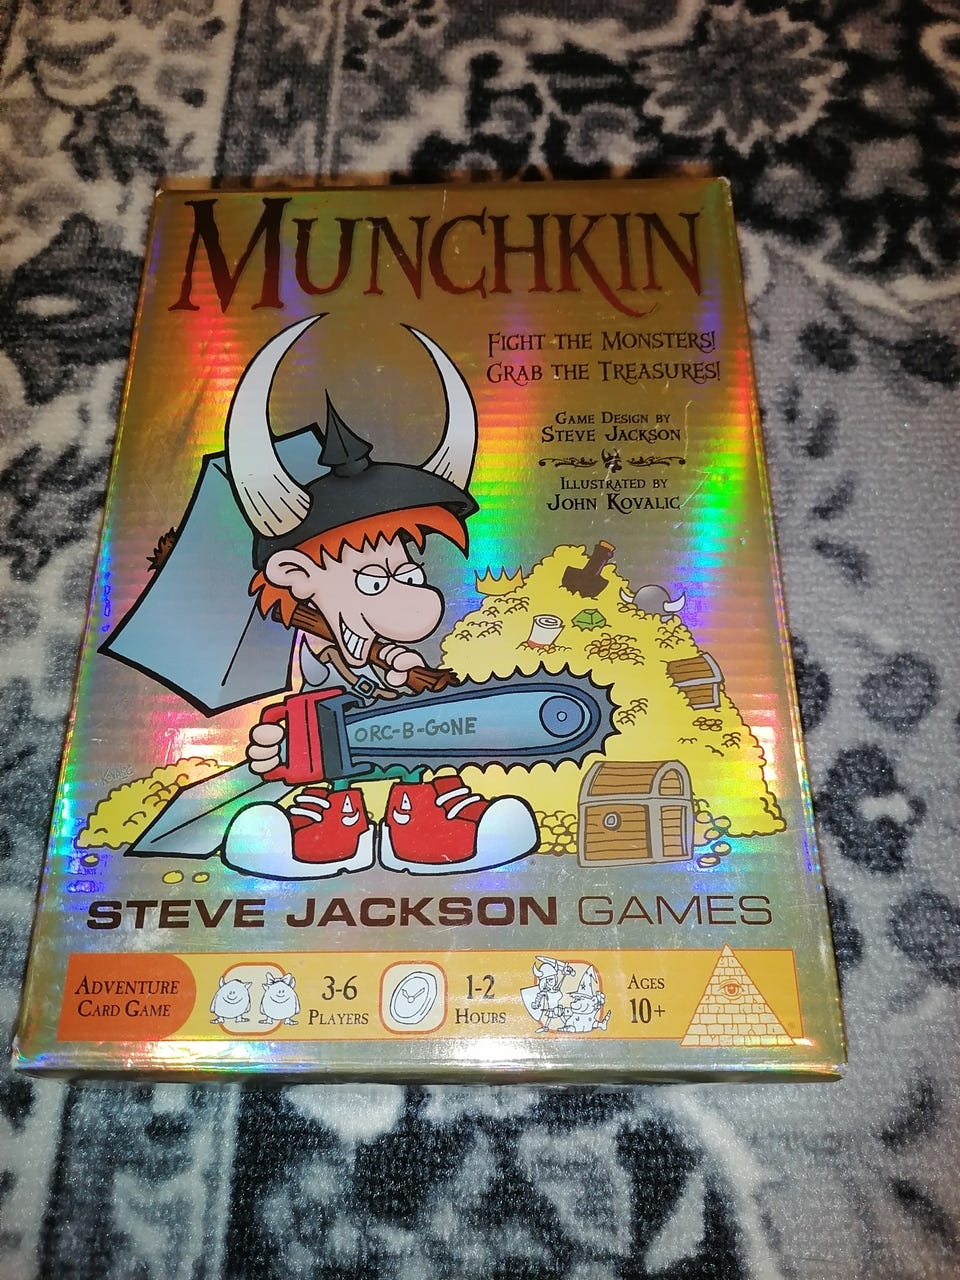 MUNCHKIN
FIGHT THE MONSTERS!
GRAB THE TREASURES!
GAME DESIGN BY
STEVE JACKSON
ILLUSTRATED BY
JOHN KOVALIC
ORC-B-GONE
KOVALIC
STEVE JACKSON GAMES
ADVENTURE
CARD GAME
3-6
PLAYERS
1-2
HOURS
AGES
10+